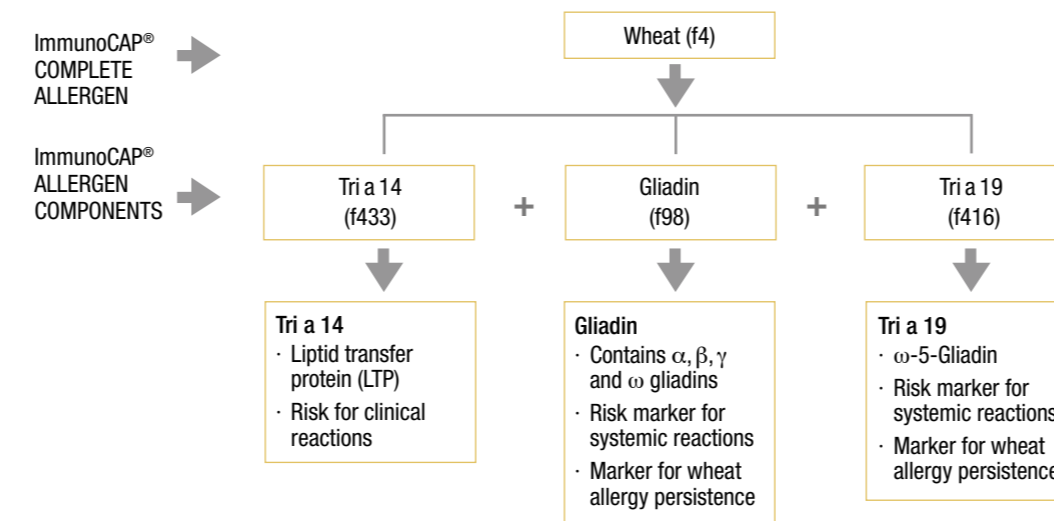 ImmunoCAP®
COMPLETE
ALLERGEN
Wheat (f4)
ImmunoCAP®
ALLERGEN
COMPONENTS
Tri a 14
(f433)
+
Gliadin
(f98)
+
Tri a 19
(f416)
Tri a 14
· Liptid transfer
protein (LTP)
· Risk for clinical
reactions
Gliadin
· Contains α, β, γ
and ω gliadins
· Risk marker for
systemic reactions
· Marker for wheat
allergy persistence
Tri a 19
· ω-5-Gliadin
· Risk marker for
systemic reactions
· Marker for wheat
allergy persistence